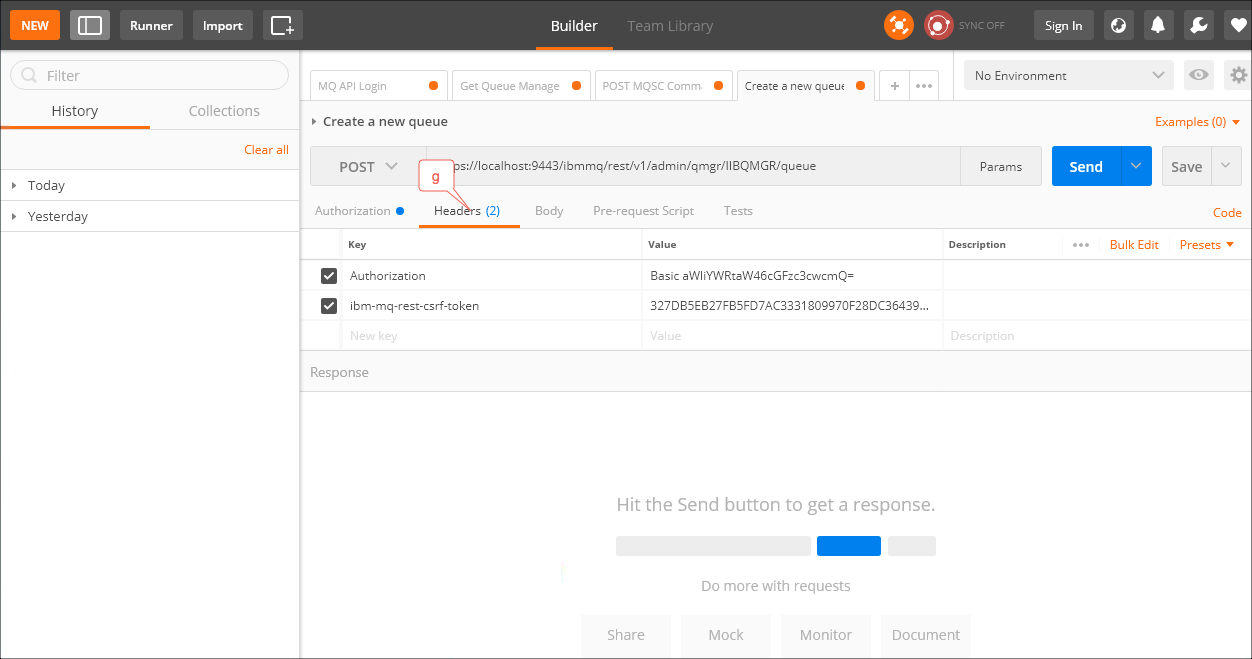 NEW Runner Import Builder Team Library SYNC OFF Sign In
Filter
History Collections
Clear all
Today
Yesterday
MQ API Login Get Queue Manage POST MQSC Comma Create a new queue + ••• No Environment
Create a new queue Examples (0)
POST ps://localhost:9443/ibmmq/rest/v1/admin/qmgr/IIBQMGR/queue Params Send Save
g
Authorization Headers (2) Body Pre-request Script Tests Code
Key Value Description ••• Bulk Edit Presets
Authorization Basic aWliYWRtaW46cGFzc3cwcmQ=
ibm-mq-rest-csrf-token 327DB5EB27FB5FD7AC3331809970F28DC36439...
New key Value Description
Response
Hit the Send button to get a response.
Do more with requests
Share Mock Monitor Document